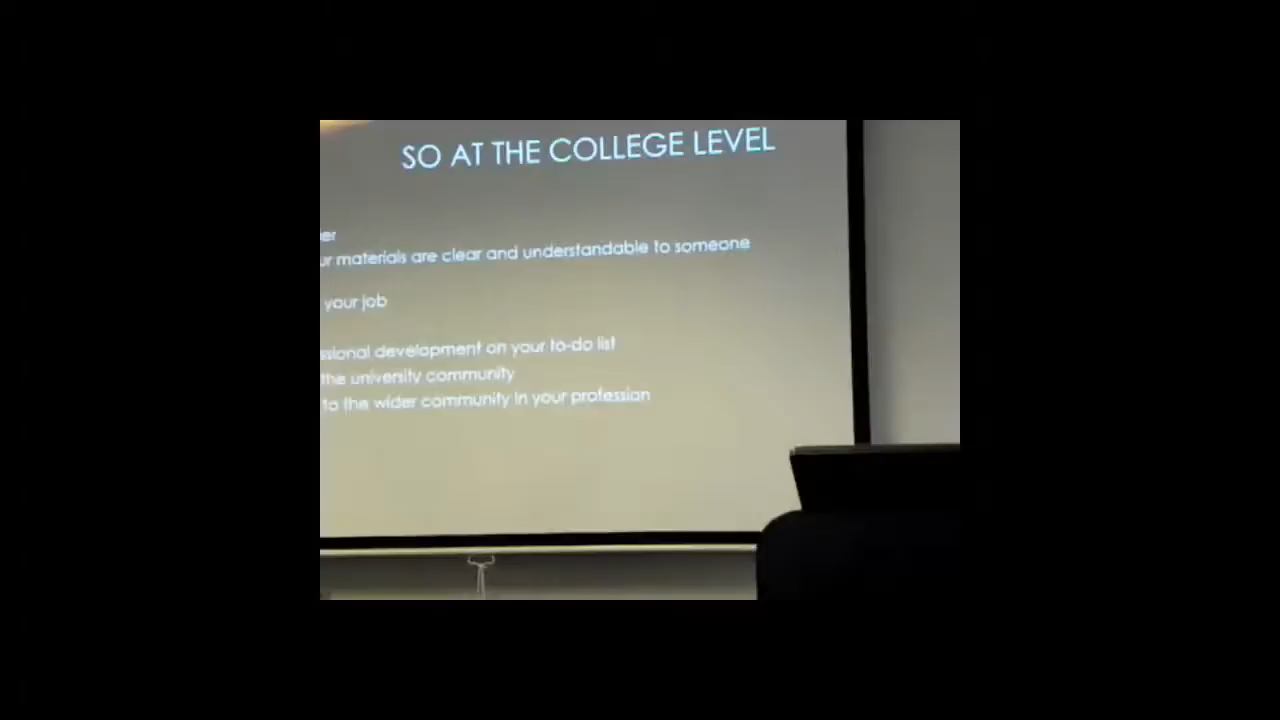 SO AT THE COLLEGE LEVEL
er
ur materials are clear and understandable to someone
your job
ssional development on your to-do list
the university community
to the wider community in your profession